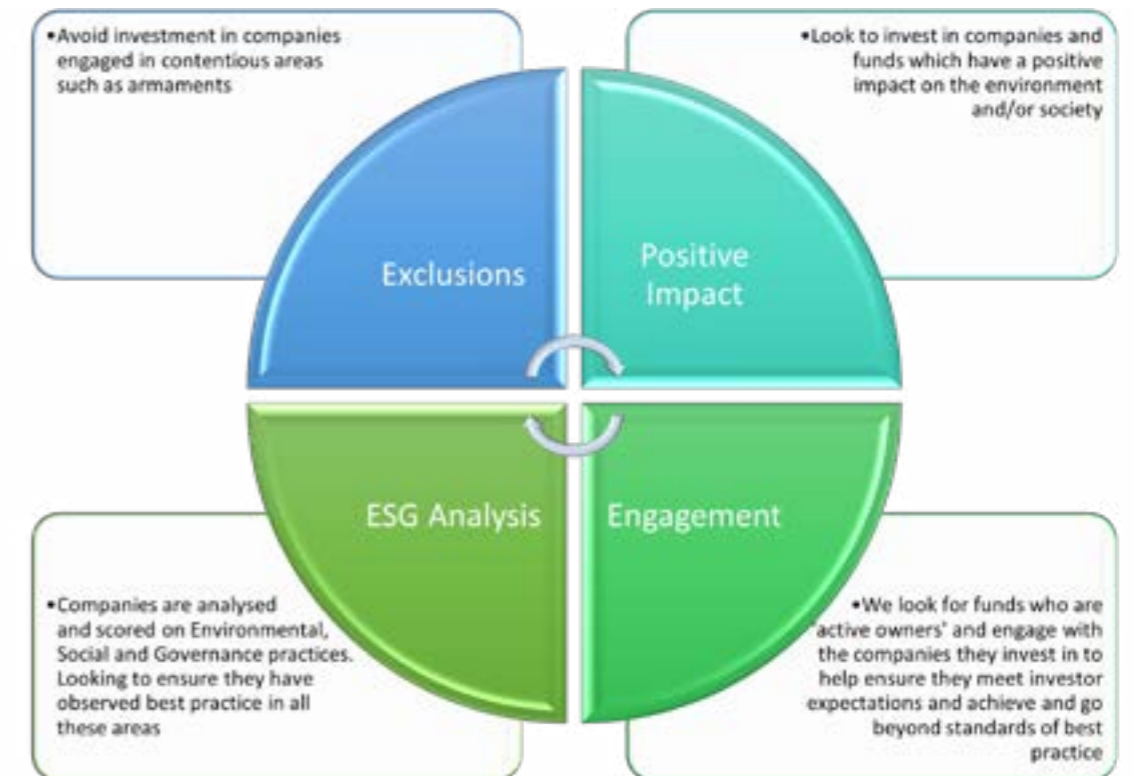 •Avoid investment in companies
engaged in contentious areas
such as armaments
•Look to invest in companies and
funds which have a positive
impact on the environment
and/or society
Exclusions
Positive
Impact
ESG Analysis
Engagement
•Companies are analysed
and scored on Environmental,
Social and Governance practices.
Looking to ensure they have
observed best practice in all
these areas
•We look for funds who are
'active owners' and engage with
the companies they invest in to
help ensure they meet investor
expectations and achieve and go
beyond standards of best
practice